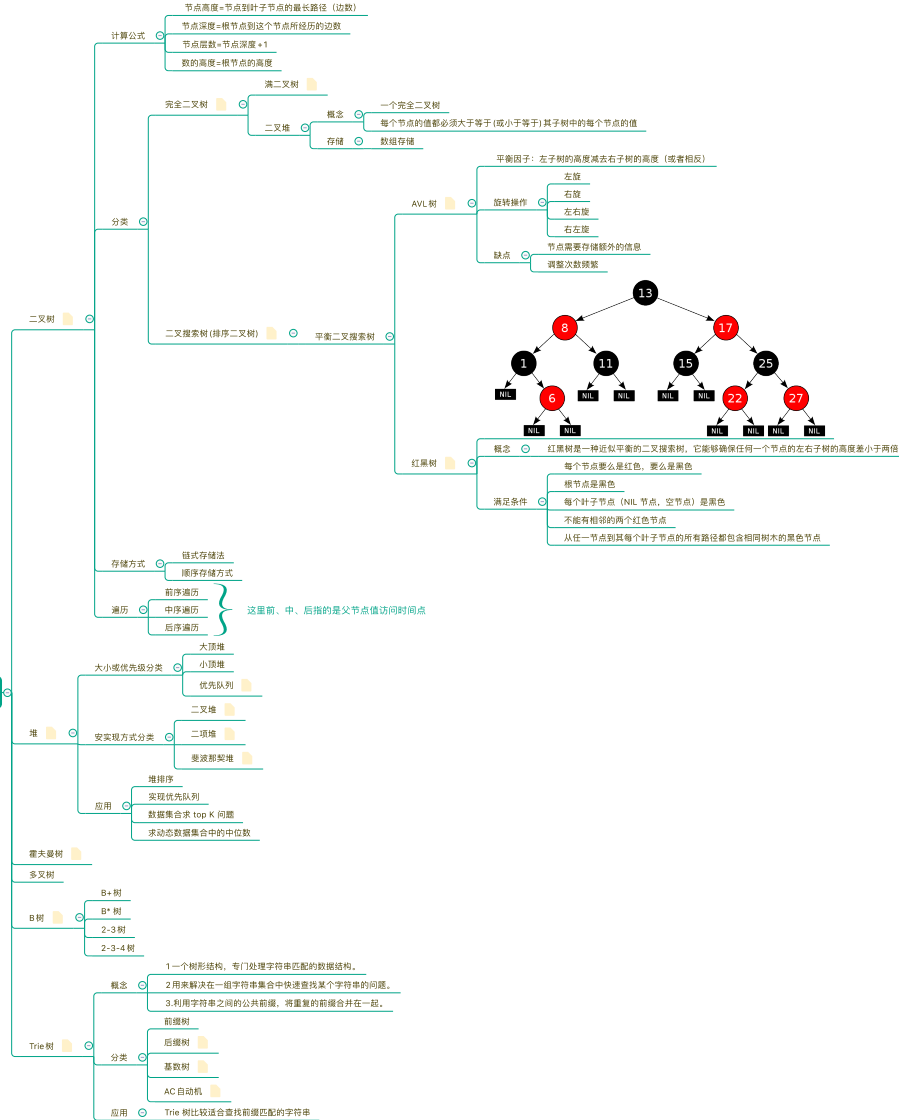 节点高度=节点到叶子节点的最长路径（边数）
计算公式
节点深度=根节点到这个节点所经历的边数
节点层数=节点深度+1
数的高度=根节点的高度
满二叉树
完全二叉树
二叉堆
概念
一个完全二叉树
每个节点的值都必须大于等于(或小于等于)其子树中的每个节点的值
存储
数组存储
平衡因子：左子树的高度减去右子树的高度（或者相反）
AVL树
旋转操作
左旋
右旋
左右旋
右左旋
缺点
节点需要存储额外的信息
调整次数频繁
分类
二叉树
二叉搜索树(排序二叉树)
平衡二叉搜索树
13
8
17
1
11
15
25
NIL
6
NIL
NIL
NIL
NIL
22
27
NIL
NIL
NIL
NIL
NIL
NIL
红黑树
概念
红黑树是一种近似平衡的二叉搜索树，它能够确保任何一个节点的左右子树的高度差小于两倍
满足条件
每个节点要么是红色，要么是黑色
根节点是黑色
每个叶子节点（NIL 节点，空节点）是黑色
不能有相邻的两个红色节点
从任一节点到其每个叶子节点的所有路径都包含相同树木的黑色节点
存储方式
链式存储法
顺序存储方式
遍历
前序遍历
中序遍历
后序遍历
这里前、中、后指的是父节点值访问时间点
堆
大小或优先级分类
大顶堆
小顶堆
优先队列
安实现方式分类
二叉堆
二项堆
斐波那契堆
应用
堆排序
实现优先队列
数据集合求 top K 问题
求动态数据集合中的中位数
霍夫曼树
多叉树
B树
B+树
B* 树
2-3树
2-3-4树
Trie树
概念
1一个树形结构，专门处理字符串匹配的数据结构。
2用来解决在一组字符串集合中快速查找某个字符串的问题。
3.利用字符串之间的公共前缀，将重复的前缀合并在一起。
分类
前缀树
后缀树
基数树
AC自动机
应用
Trie 树比较适合查找前缀匹配的字符串